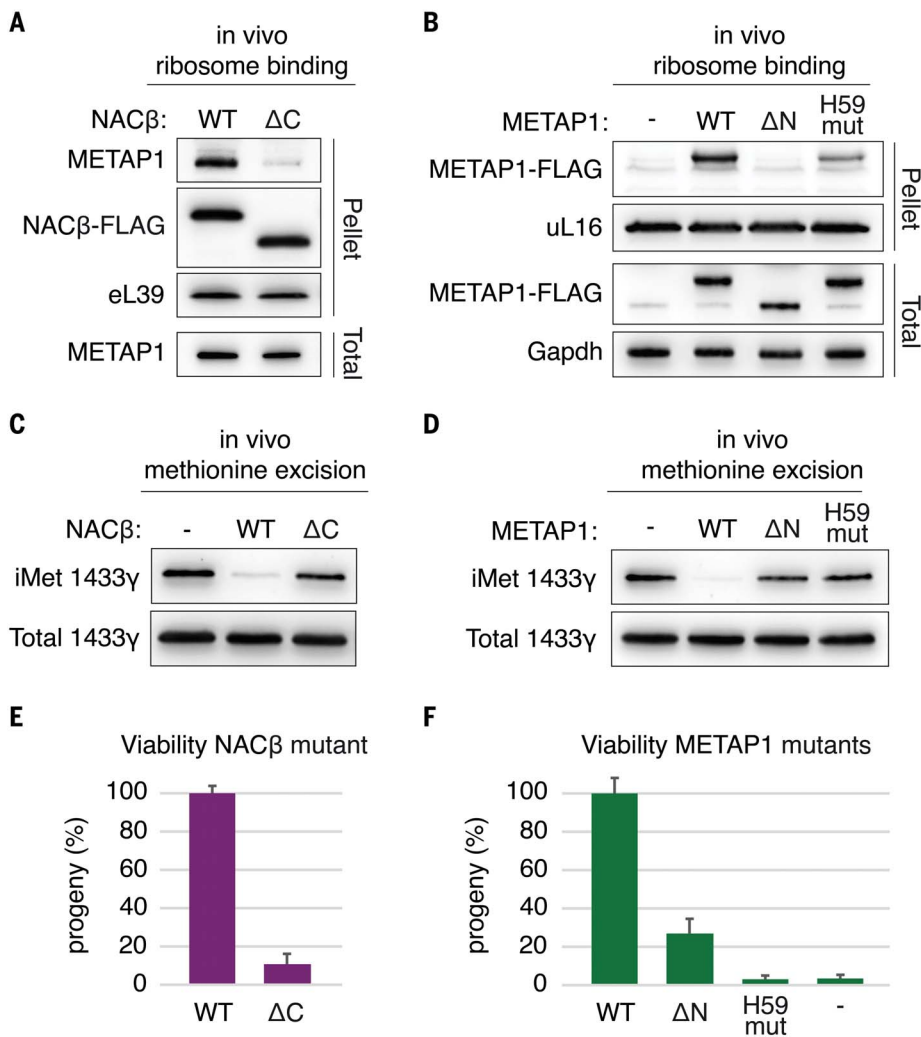 A
in vivo
ribosome binding
NACβ: WT ΔC
METAP1
NACβ-FLAG
eL39
Pellet
METAP1
Total
B
in vivo
ribosome binding
METAP1: - WT ΔN H59 mut
METAP1-FLAG
uL16
Pellet
METAP1-FLAG
Gapdh
Total
C
in vivo
methionine excision
NACβ: - WT ΔC
iMet 1433γ
Total 1433γ
D
in vivo
methionine excision
METAP1: - WT ΔN H59 mut
iMet 1433γ
Total 1433γ
E
Viability NACβ mutant
progeny (%)
100
80
60
40
20
0
WT ΔC
F
Viability METAP1 mutants
progeny (%)
100
80
60
40
20
0
WT ΔN H59 mut -